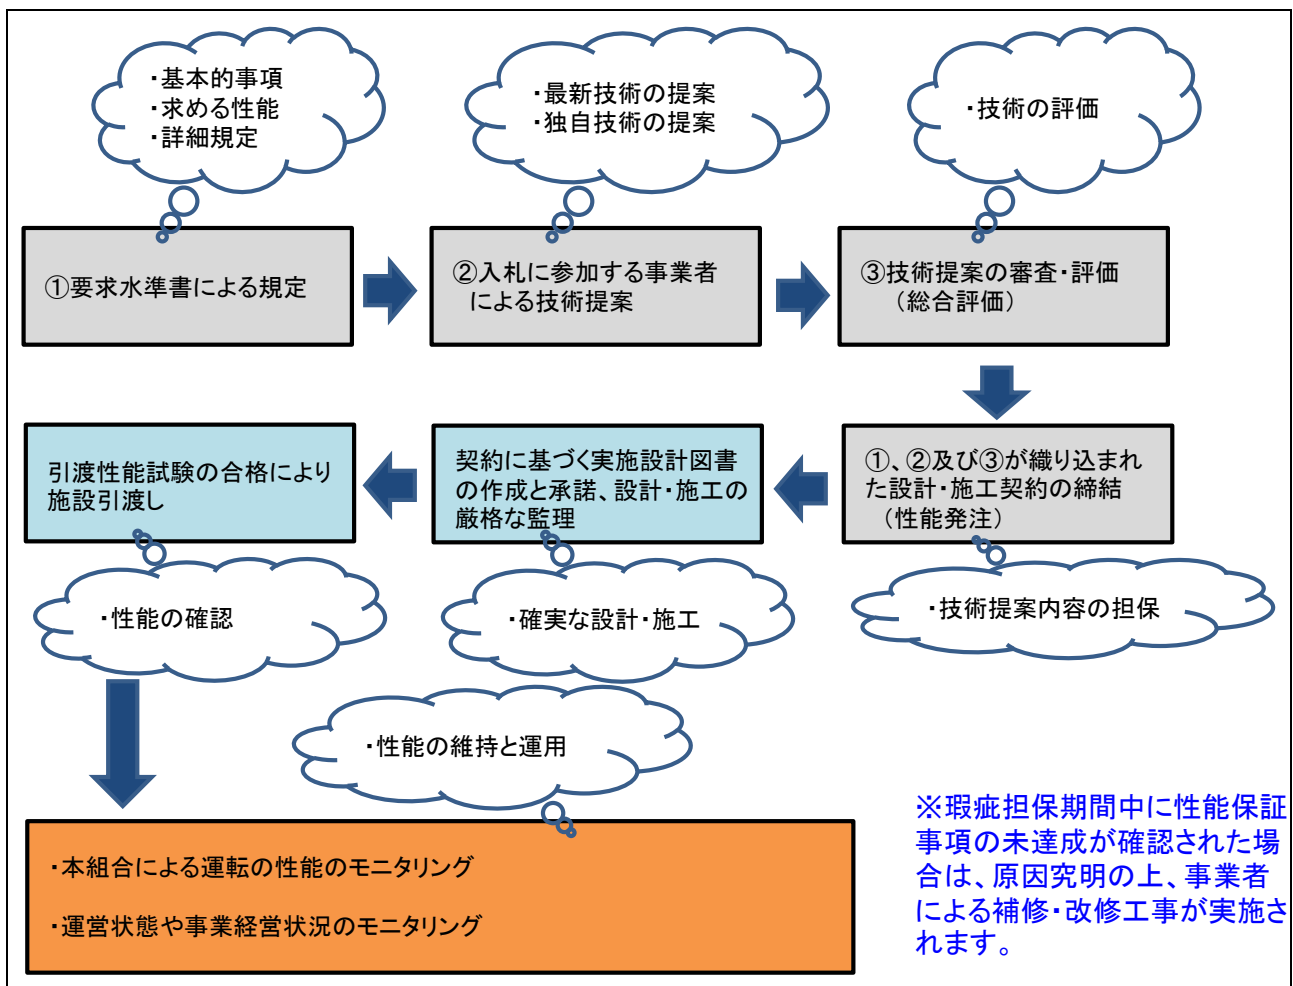 ・基本的事項
・求める性能
・詳細規定
・最新技術の提案
・独自技術の提案
・技術の評価
①要求水準書による規定
②入札に参加する事業者
による技術提案
③技術提案の審査・評価
（総合評価）
①、②及び③が織り込まれ
た設計・施工契約の締結
（性能発注）
・技術提案内容の担保
契約に基づく実施設計図書
の作成と承諾、設計・施工の
厳格な監理
・確実な設計・施工
引渡性能試験の合格により
施設引渡し
・性能の確認
・性能の維持と運用
・本組合による運転の性能のモニタリング
・運営状態や事業経営状況のモニタリング
※瑕疵担保期間中に性能保証
事項の未達成が確認された場
合は、原因究明の上、事業者
による補修・改修工事が実施さ
れます。